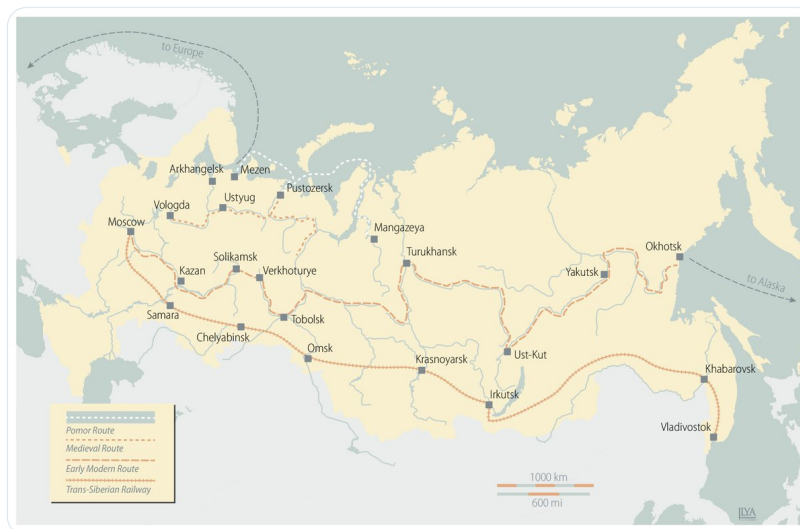 to Europe
Arkhangelsk
Mezen
Pustozersk
Vologda
Ustyug
Moscow
Mangazeya
Turukhansk
Okhotsk
Solikamsk
Kazan
Verkhoturye
Yakutsk
to Alaska
Samara
Tobolsk
Chelyabinsk
Omsk
Krasnoyarsk
Ust-Kut
Khabarovsk
Irkutsk
Vladivostok
Pomor Route
Medieval Route
Early Modern Route
Trans-Siberian Railway
1000 km
600 mi
ILYA